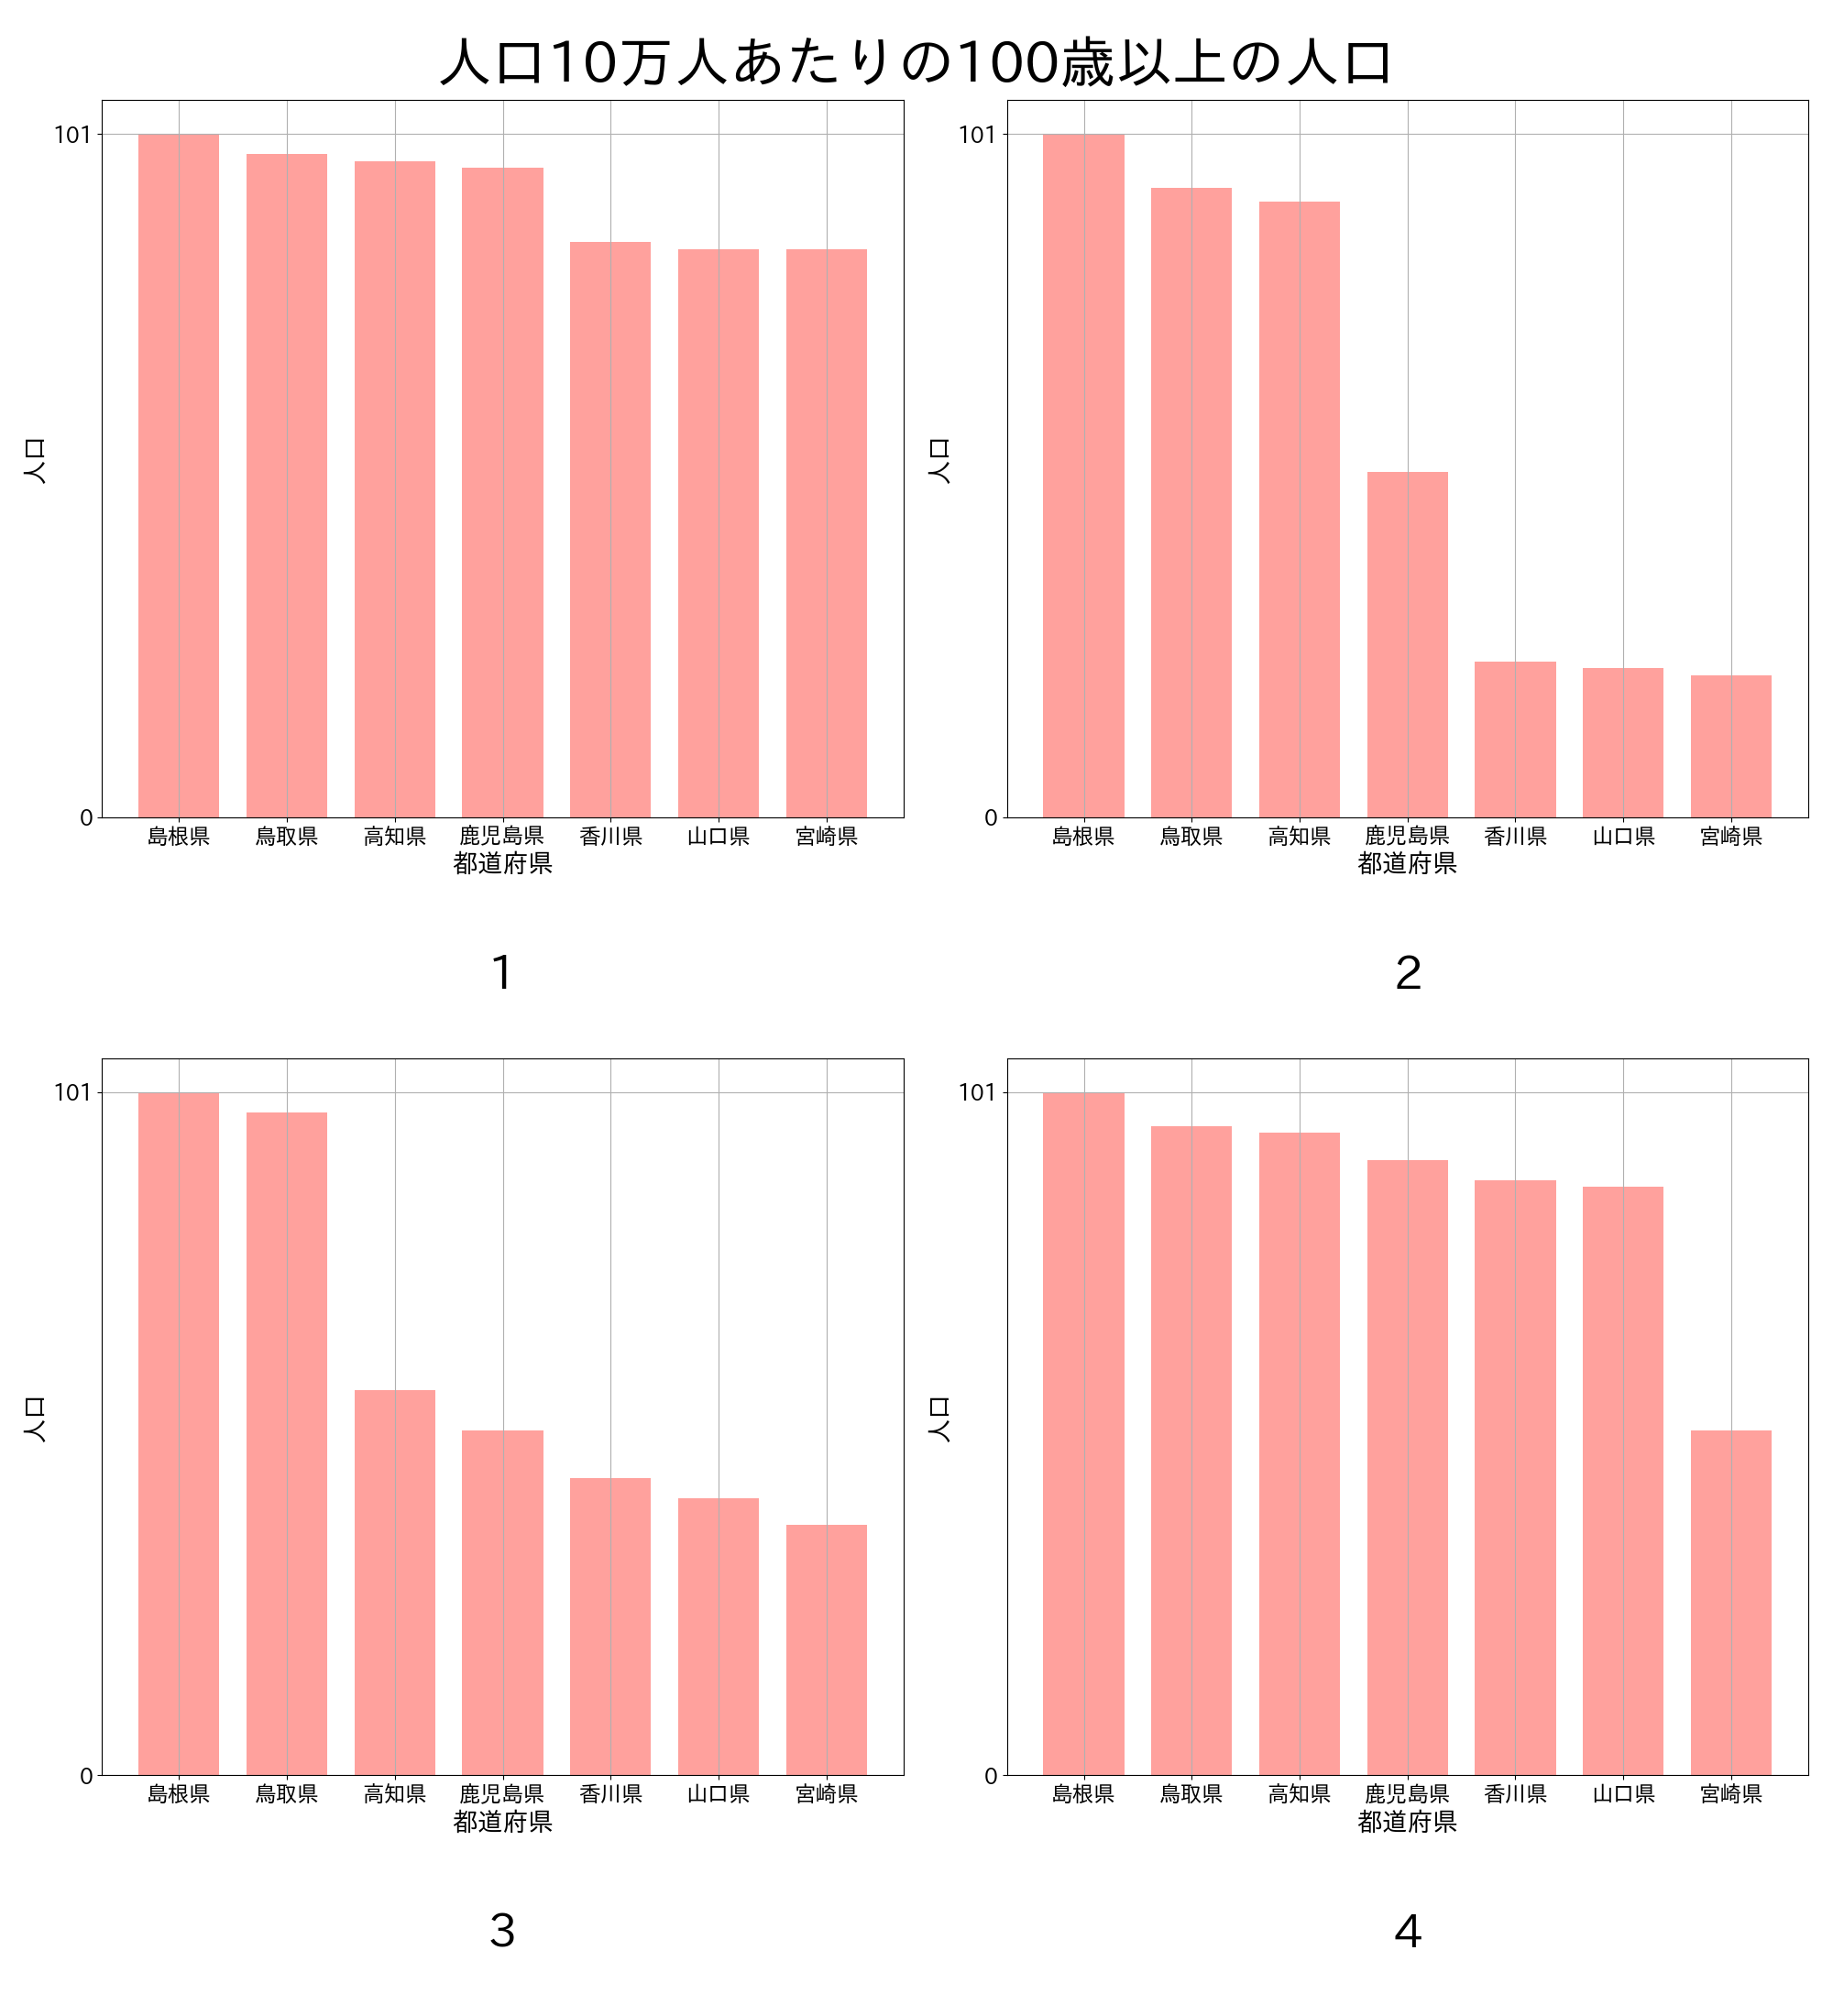 人口10万人あたりの100歳以上の人口
101
0
人口
島根県 鳥取県 高知県 鹿児島県 香川県 山口県 宮崎県
都道府県
1
101
0
人口
島根県 鳥取県 高知県 鹿児島県 香川県 山口県 宮崎県
都道府県
2
101
0
人口
島根県 鳥取県 高知県 鹿児島県 香川県 山口県 宮崎県
都道府県
3
101
0
人口
島根県 鳥取県 高知県 鹿児島県 香川県 山口県 宮崎県
都道府県
4